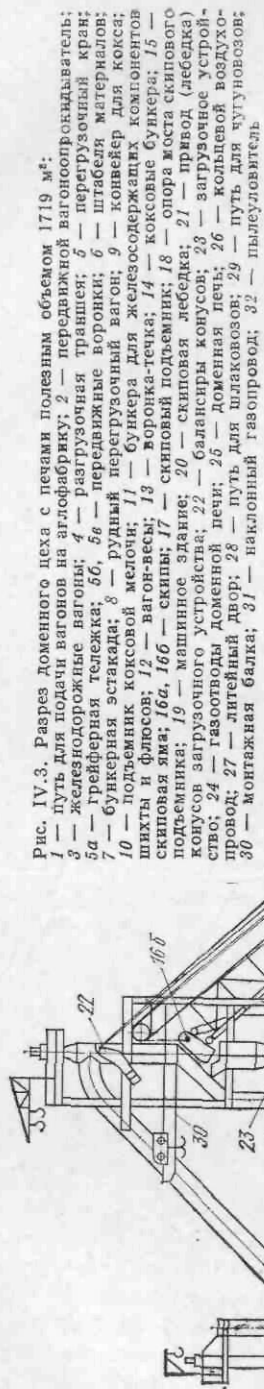 Рис. IV.3. Разрез доменного цеха с печами полезным объемом 1719 м²:
1 — путь для подачи вагонов на аглофабрику; 2 — передвижной вагоноопрокидыватель;
3 — железнодорожные вагоны; 4 — разгрузочная траншея; 5 — перегрузочный кран;
5а — грейферная тележка; 5б, 5в — передвижные воронки; 6 — штабеля материалов;
7 — бункерная эстакада; 8 — рудный перегрузочный вагон; 9 — конвейер для кокса;
10 — подъемник коксовой мелочи; 11 — бункера для железосодержащих компонентов
шихты и флюсов; 12 — вагон-весы; 13 — воронка-течка; 14 — коксовые бункера; 15 —
скиповая яма; 16а, 16б — скипы; 17 — скиповый подъемник; 18 — опора моста скипового
подъемника; 19 — машинное здание; 20 — скиповая лебедка; 21 — привод (лебедка)
конусов загрузочного устройства; 22 — балансиры конусов; 23 — загрузочное устрой-
ство; 24 — газоотводы доменной печи; 25 — доменная печь; 26 — кольцевой воздухо-
провод; 27 — литейный двор; 28 — путь для шлаковозов; 29 — путь для чугуновозов;
30 — монтажная балка; 31 — наклонный газопровод; 32 — пылеуловитель
22
16б
30
23